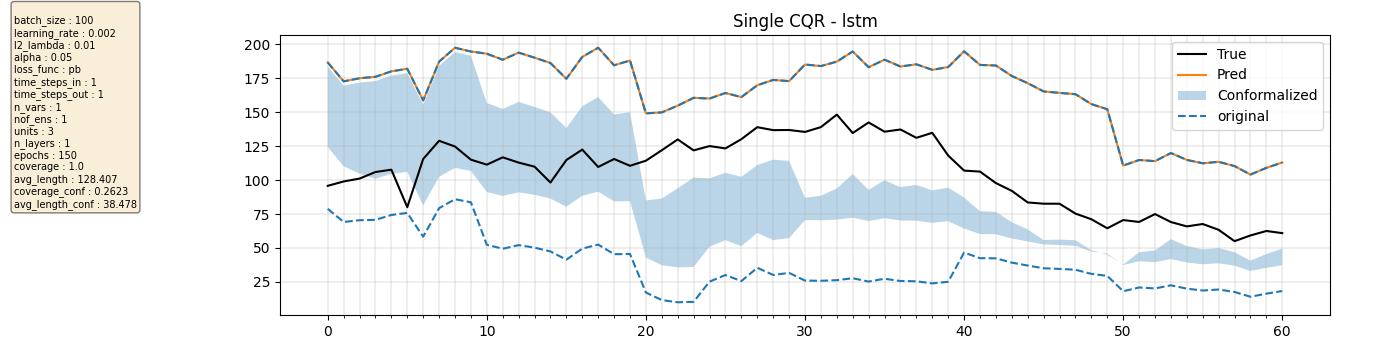 Single CQR - lstm
batch_size : 100
learning_rate : 0.002
l2_lambda : 0.01
alpha : 0.05
loss_func : pb
time_steps_in : 1
time_steps_out : 1
n_vars : 1
nof_ens : 1
units : 3
n_layers : 1
epochs : 150
coverage : 1.0
avg_length : 128.407
coverage_conf : 0.2623
avg_length_conf : 38.478
200
175
150
125
100
75
50
25
True
Pred
Conformalized
original
0 10 20 30 40 50 60